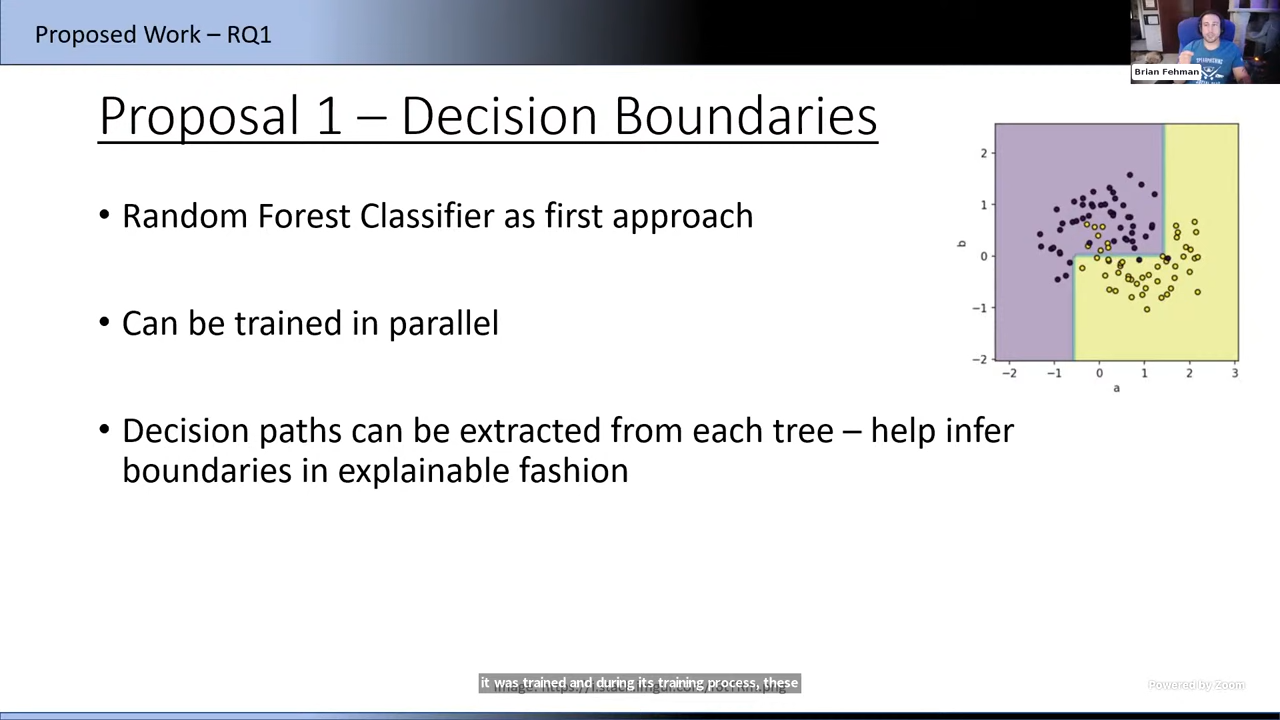 Proposed Work – RQ1
Brian Fehrman
Proposal 1 – Decision Boundaries
• Random Forest Classifier as first approach
• Can be trained in parallel
• Decision paths can be extracted from each tree – help infer
boundaries in explainable fashion
2
1
0
−1
−2
b
−2 −1 0 1 2 3
a
it was trained and during its training process, these
Powered by Zoom